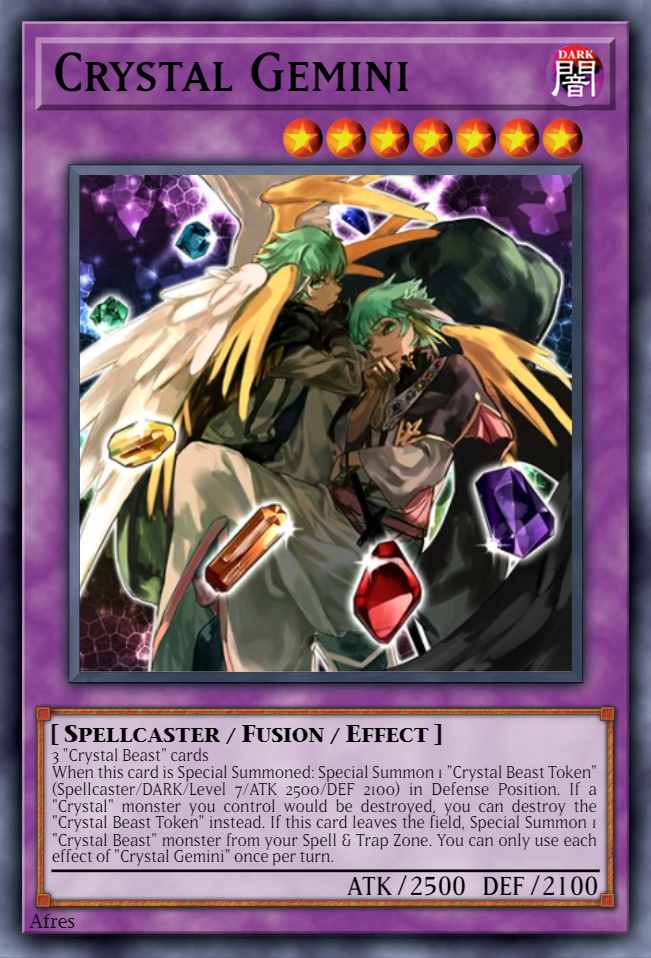 Crystal Gemini
DARK
闇
[ Spellcaster / Fusion / Effect ]
3 "Crystal Beast" cards
When this card is Special Summoned: Special Summon 1 "Crystal Beast Token"
(Spellcaster/DARK/Level 7/ATK 2500/DEF 2100) in Defense Position. If a
"Crystal" monster you control would be destroyed, you can destroy the
"Crystal Beast Token" instead. If this card leaves the field, Special Summon 1
"Crystal Beast" monster from your Spell & Trap Zone. You can only use each
effect of "Crystal Gemini" once per turn.
ATK/2500 DEF/2100
Afres